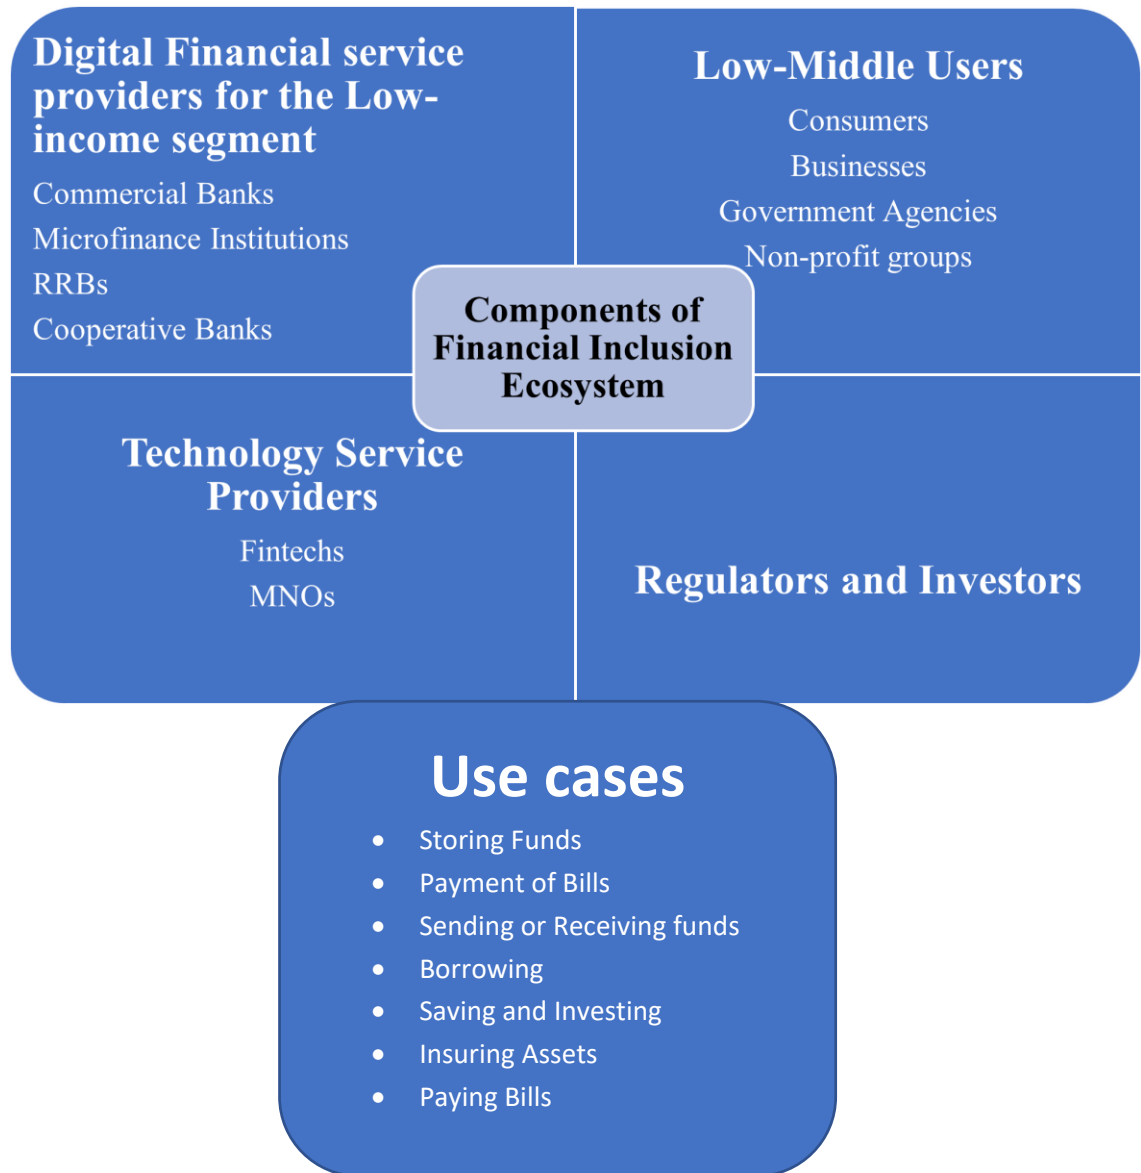 Digital Financial service
providers for the Low-
income segment
Commercial Banks
Microfinance Institutions
RRBs
Cooperative Banks
Low-Middle Users
Consumers
Businesses
Government Agencies
Non-profit groups
Components of
Financial Inclusion
Ecosystem
Technology Service
Providers
Fintechs
MNOs
Regulators and Investors
Use cases
• Storing Funds
• Payment of Bills
• Sending or Receiving funds
• Borrowing
• Saving and Investing
• Insuring Assets
• Paying Bills